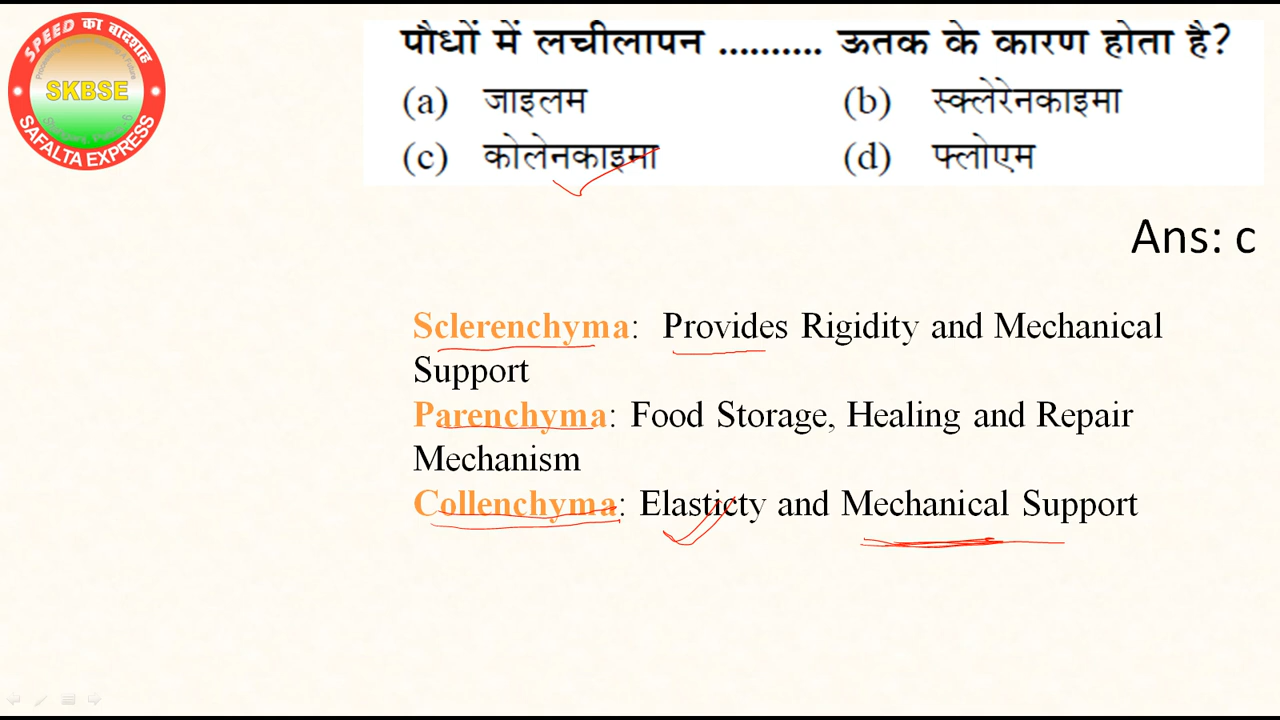 SPEED का बादशाह
SKBSE
SAFALTA EXPRESS
पौधों में लचीलापन .......... ऊतक के कारण होता है?
(a) जाइलम (b) स्क्लेरेनकाइमा
(c) कोलेनकाइमा (d) फ्लोएम
Ans: c
Sclerenchyma: Provides Rigidity and Mechanical
Support
Parenchyma: Food Storage, Healing and Repair
Mechanism
Collenchyma: Elasticty and Mechanical Support